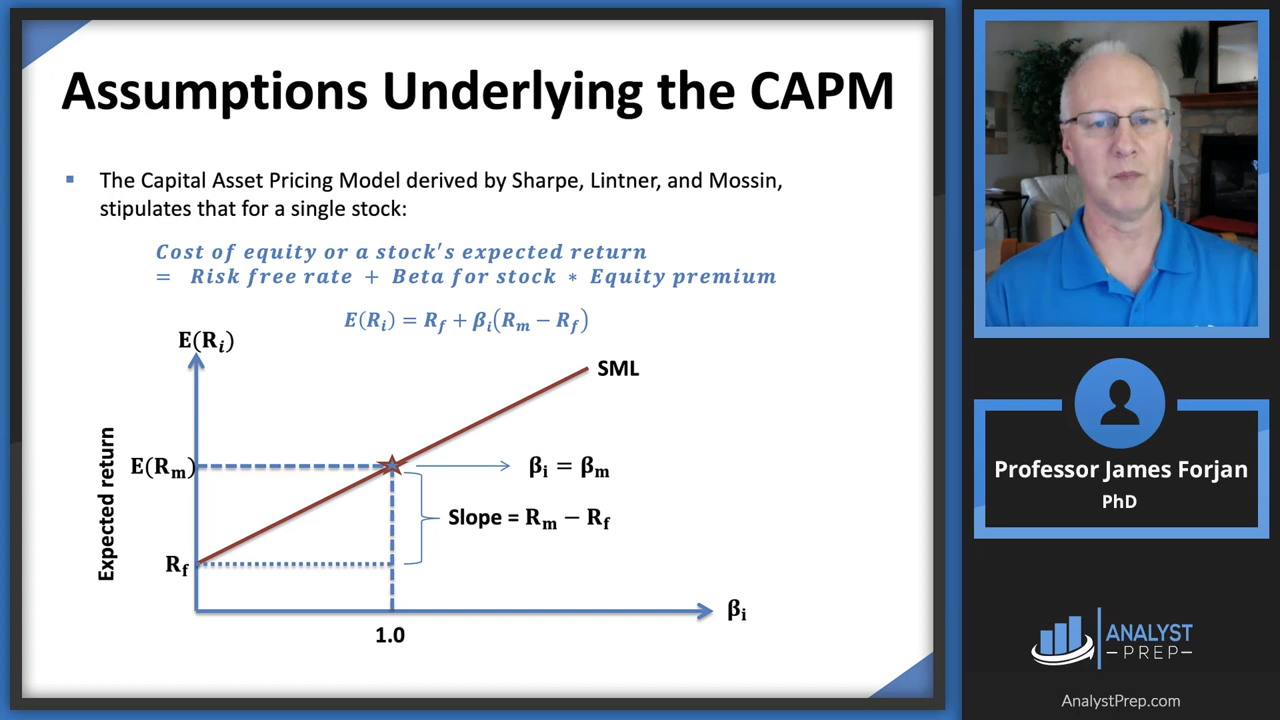 Assumptions Underlying the CAPM
▪ The Capital Asset Pricing Model derived by Sharpe, Lintner, and Mossin,
stipulates that for a single stock:
Cost of equity or a stock's expected return
= Risk free rate + Beta for stock * Equity premium
E(Rᵢ) = R_f + βᵢ(R_m − R_f)
E(Rᵢ)
SML
Expected return
E(R_m)
βᵢ = β_m
Slope = R_m − R_f
R_f
βᵢ
1.0
Professor James Forjan
PhD
ANALYST
PREP
AnalystPrep.com